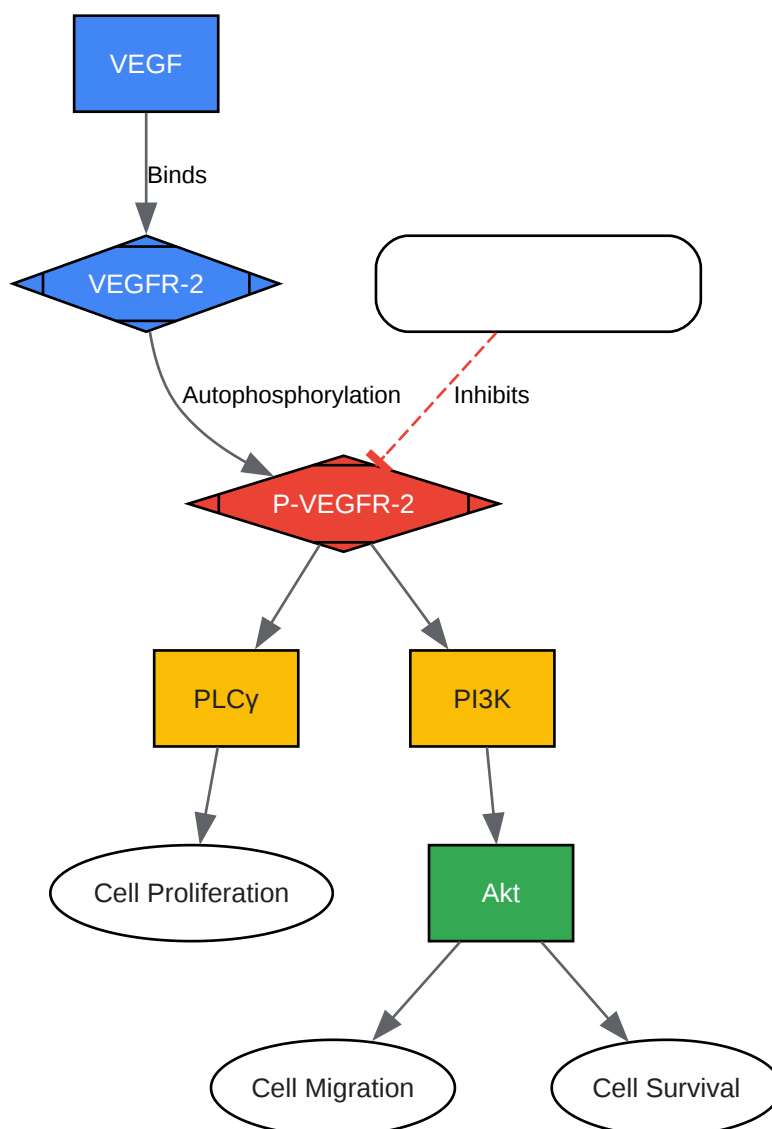 VEGF
Binds
VEGFR-2
Autophosphorylation
Inhibits
P-VEGFR-2
PLCγ
PI3K
Cell Proliferation
Akt
Cell Migration
Cell Survival